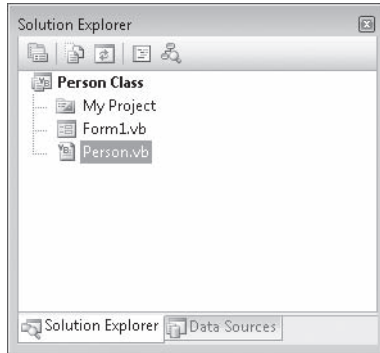 Solution Explorer
Person Class
My Project
Form1.vb
Person.vb
Solution Explorer Data Sources